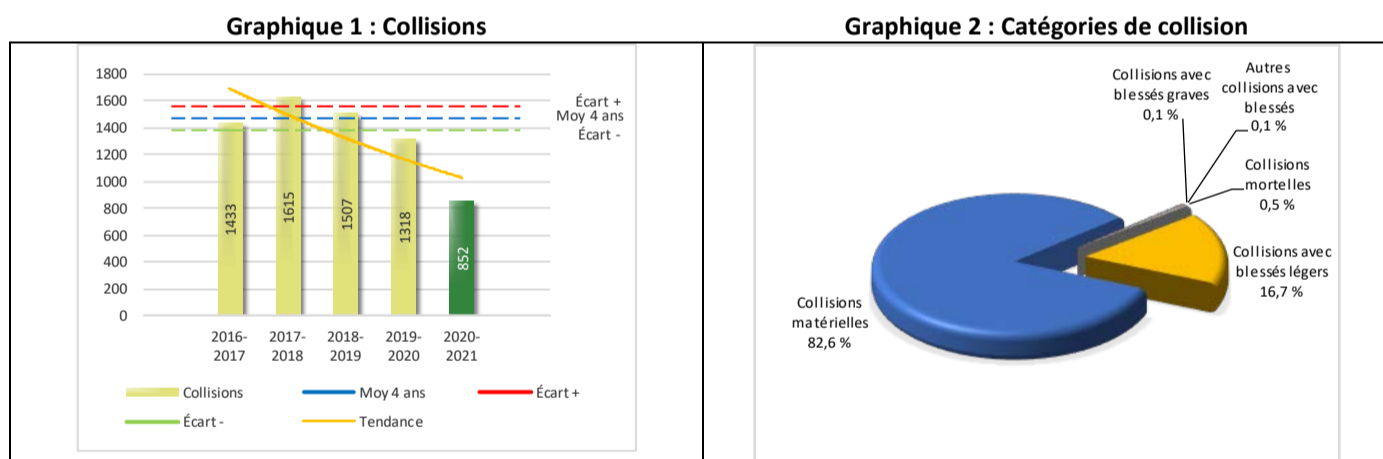 Graphique 1 : Collisions
1800
1600
1400
1200
1000
800
600
400
200
0
Écart +
Moy 4 ans
Écart -
1433
1615
1507
1318
852
2016-
2017
2017-
2018
2018-
2019
2019-
2020
2020-
2021
Collisions
Moy 4 ans
Écart +
Écart -
Tendance
Graphique 2 : Catégories de collision
Collisions avec
blessés graves
0,1 %
Autres
collisions avec
blessés
0,1 %
Collisions
mortelles
0,5 %
Collisions avec
blessés légers
16,7 %
Collisions
matérielles
82,6 %